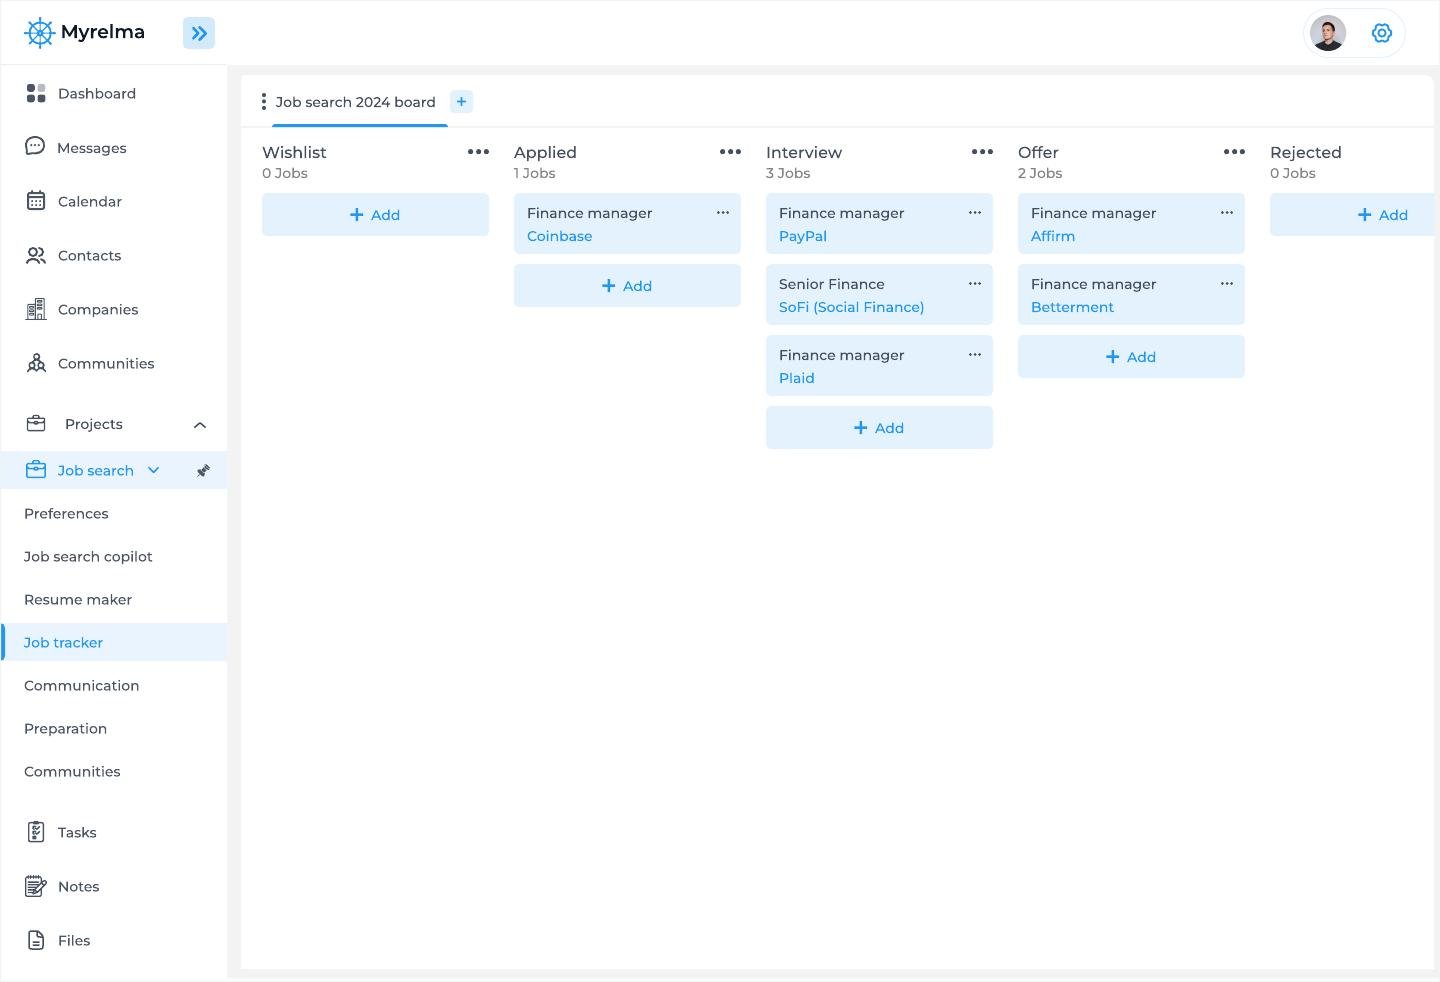 Myrelma
Dashboard
Messages
Calendar
Contacts
Companies
Communities
Projects
Job search
Preferences
Job search copilot
Resume maker
Job tracker
Communication
Preparation
Communities
Tasks
Notes
Files
Job search 2024 board +
Wishlist
0 Jobs
+ Add
Applied
1 Jobs
Finance manager
Coinbase
+ Add
Interview
3 Jobs
Finance manager
PayPal
Senior Finance
SoFi (Social Finance)
Finance manager
Plaid
+ Add
Offer
2 Jobs
Finance manager
Affirm
Finance manager
Betterment
+ Add
Rejected
0 Jobs
+ Add